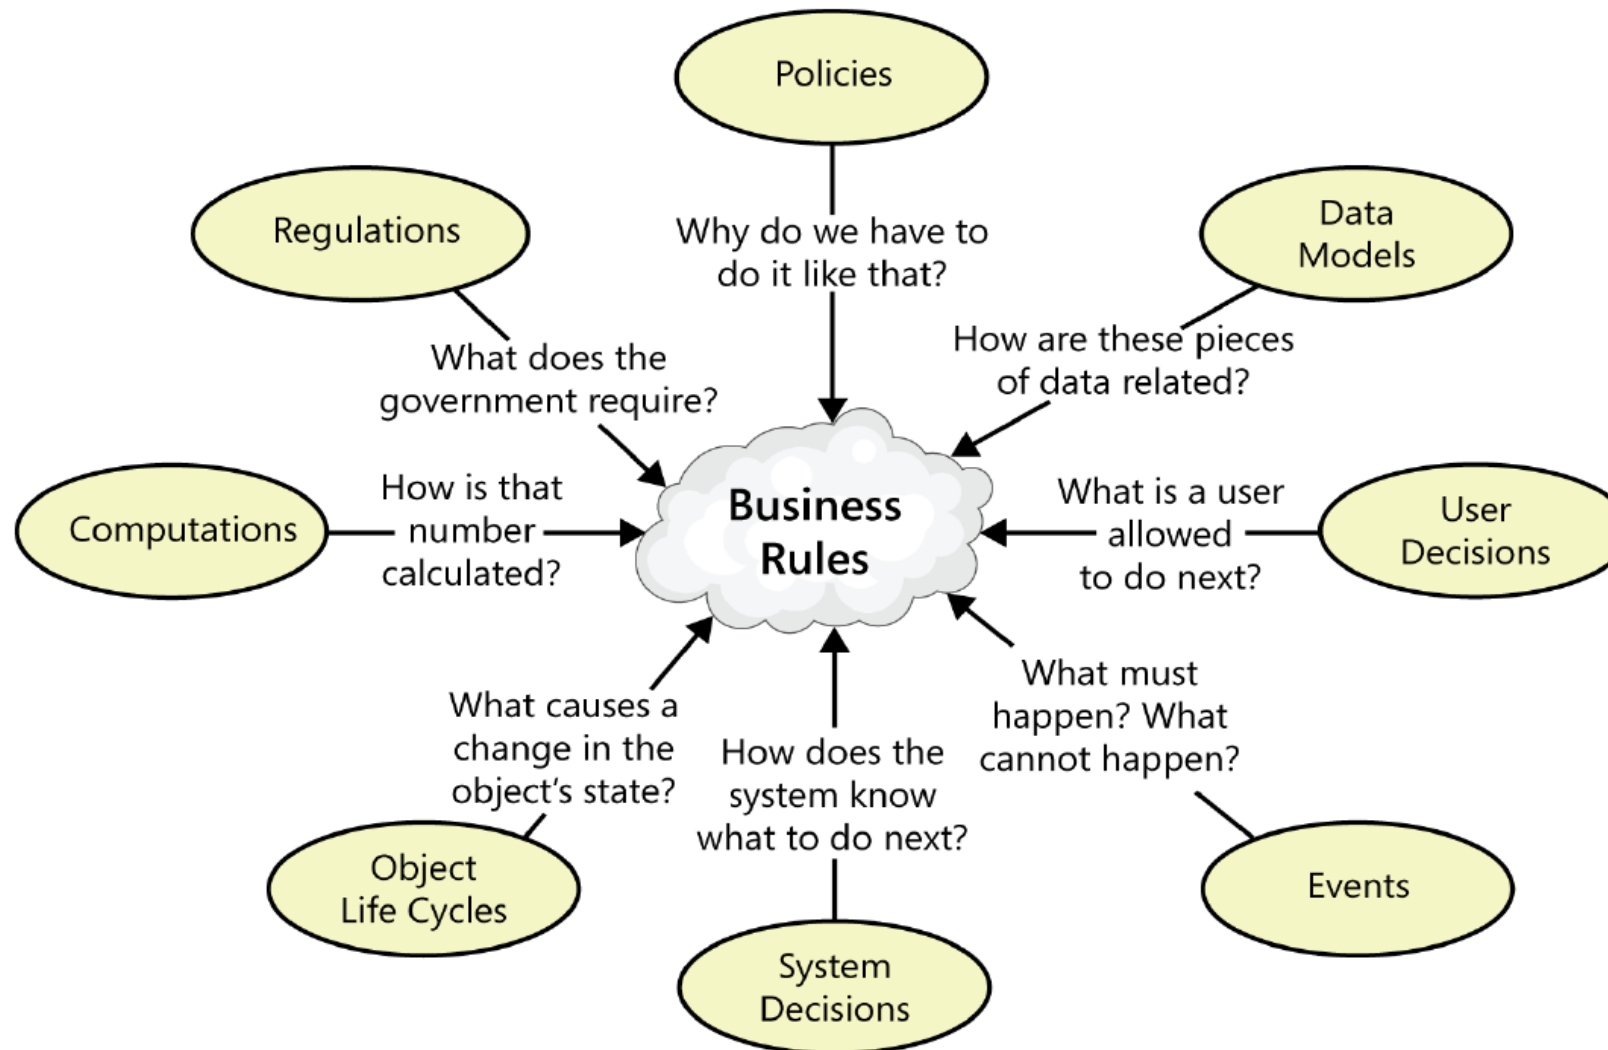 Policies
Regulations
Data
Models
Why do we have to
do it like that?
What does the
government require?
How are these pieces
of data related?
Computations
How is that
number
calculated?
Business
Rules
What is a user
allowed
to do next?
User
Decisions
What causes a
change in the
object's state?
How does the
system know
what to do next?
What must
happen? What
cannot happen?
Object
Life Cycles
System
Decisions
Events